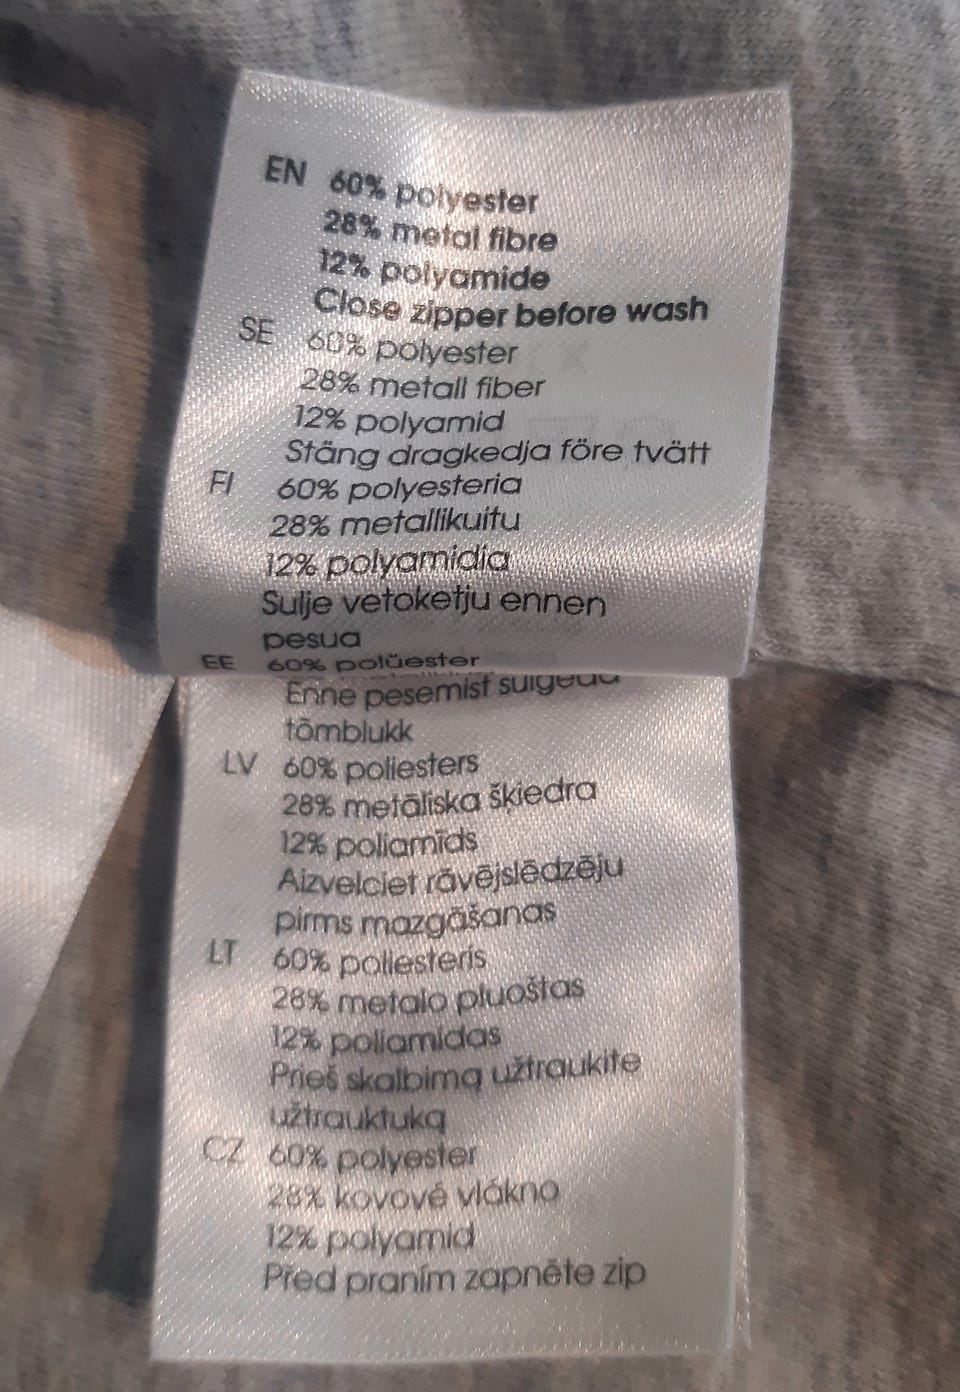 EN 60% polyester
28% metal fibre
12% polyamide
Close zipper before wash
SE 60% polyester
28% metall fiber
12% polyamid
Stäng dragkedja före tvätt
FI 60% polyesteria
28% metallikuitu
12% polyamidia
Sulje vetoketju ennen
pesua
EE 60% polüester
Enne pesemist sulgeda
tõmblukk
LV 60% poliesters
28% metāliska šķiedra
12% poliamīds
Aizvelciet rāvējslēdzēju
pirms mazgāšanas
LT 60% poliesteris
28% metalo pluoštas
12% poliamidas
Prieš skalbimą užtraukite
užtrauktuką
CZ 60% polyester
28% kovové vlákno
12% polyamid
Před praním zapněte zip